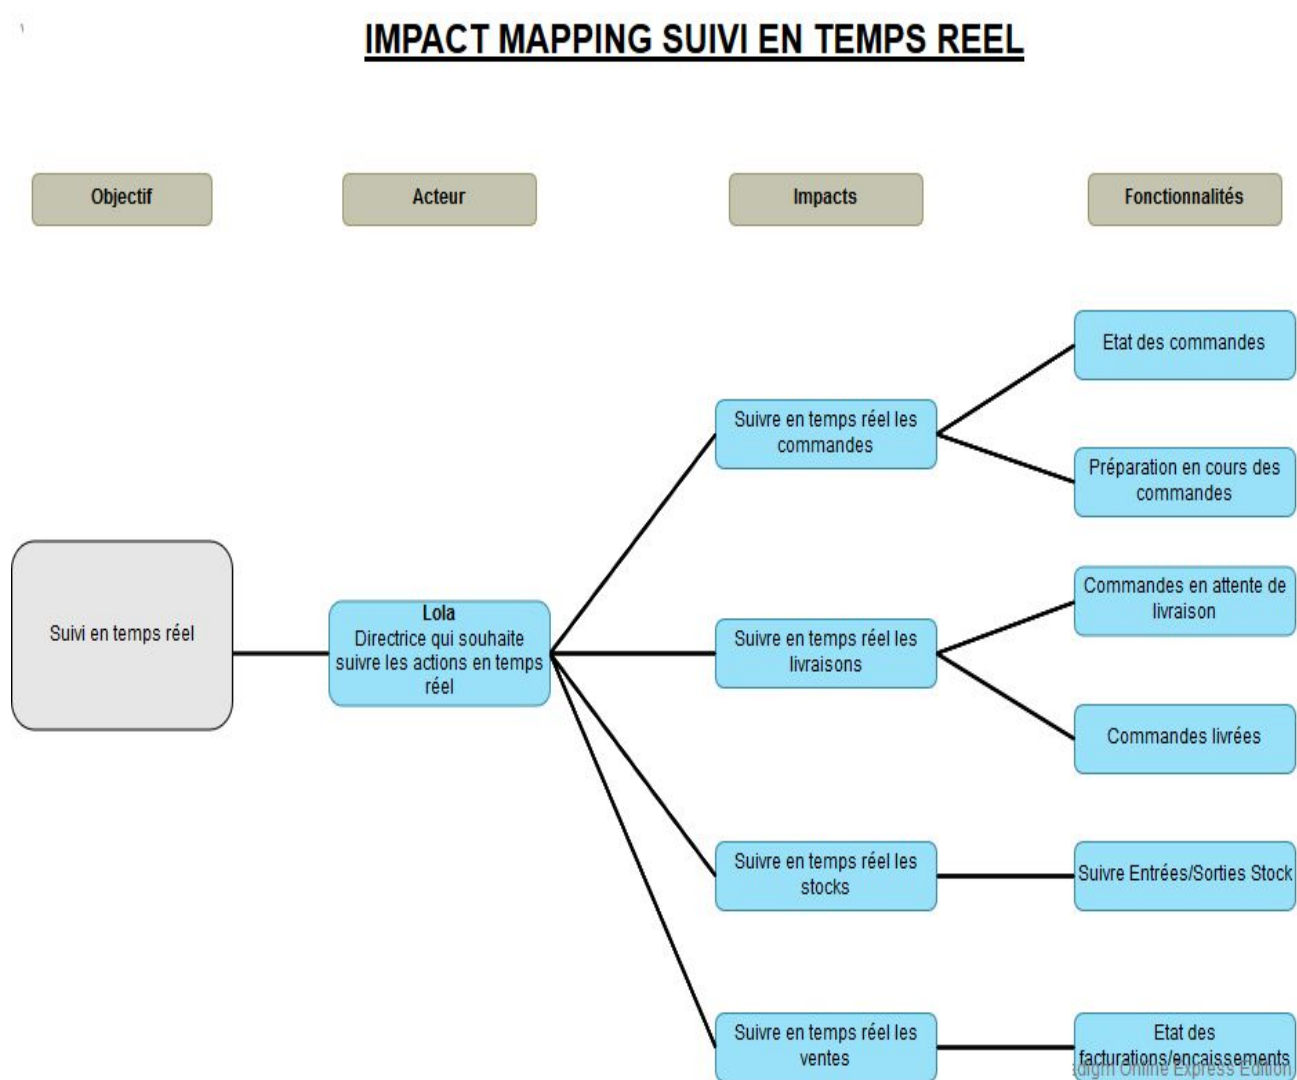 IMPACT MAPPING SUIVI EN TEMPS REEL
Objectif
Acteur
Impacts
Fonctionnalités
Etat des commandes
Suivre en temps réel les
commandes
Préparation en cours des
commandes
Commandes en attente de
livraison
Suivi en temps réel
Lola
Directrice qui souhaite
suivre les actions en temps
réel
Suivre en temps réel les
livraisons
Commandes livrées
Suivre en temps réel les
stocks
Suivre Entrées/Sorties Stock
Suivre en temps réel les
ventes
Etat des
facturations/encaissements
Online Express Edition